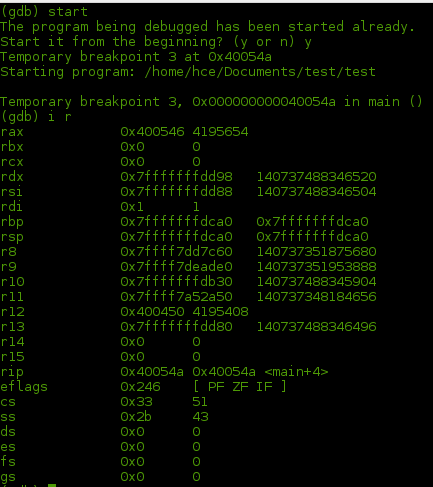 (gdb) start
The program being debugged has been started already.
Start it from the beginning? (y or n) y
Temporary breakpoint 3 at 0x40054a
Starting program: /home/hce/Documents/test/test
Temporary breakpoint 3, 0x000000000040054a in main ()
(gdb) i r
rax 0x400546 4195654
rbx 0x0 0
rcx 0x0 0
rdx 0x7fffffffdd98 140737488346520
rsi 0x7fffffffdd88 140737488346504
rdi 0x1 1
rbp 0x7fffffffdca0 0x7fffffffdca0
rsp 0x7fffffffdca0 0x7fffffffdca0
r8 0x7ffff7dd7c60 140737351875680
r9 0x7ffff7deade0 140737351953888
r10 0x7fffffffdb30 140737488345904
r11 0x7ffff7a52a50 140737348184656
r12 0x400450 4195408
r13 0x7fffffffdd80 140737488346496
r14 0x0 0
r15 0x0 0
rip 0x40054a 0x40054a <main+4>
eflags 0x246 [ PF ZF IF ]
cs 0x33 51
ss 0x2b 43
ds 0x0 0
es 0x0 0
fs 0x0 0
gs 0x0 0